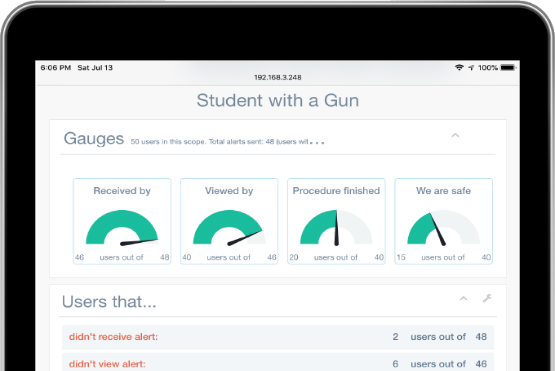 6:06 PM Sat Jul 13
100%
192.168.3.248
Student with a Gun
Gauges 50 users in this scope. Total alerts sent: 48 (users wit...
Received by Viewed by Procedure finished We are safe
46 users out of 48 40 users out of 46 20 users out of 40 15 users out of 40
Users that...
didn't receive alert: 2 users out of 48
didn't view alert: 6 users out of 46